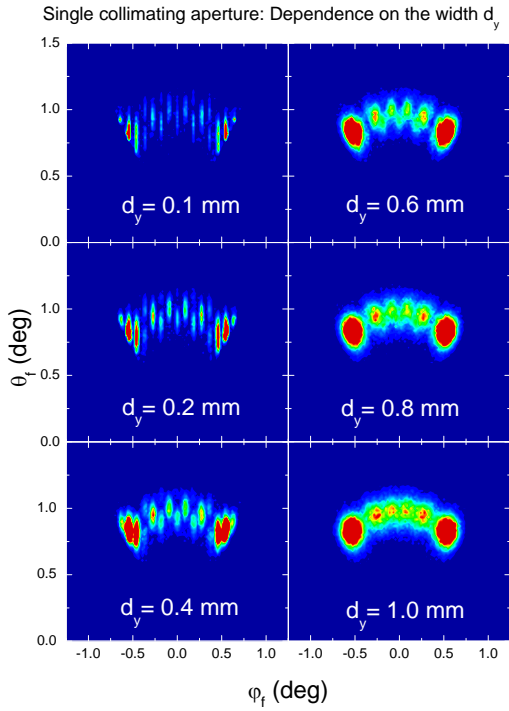 Single collimating aperture: Dependence on the width d_y
1.5
1.0
0.5
0.0
d_y = 0.1 mm
d_y = 0.6 mm
1.0
0.5
0.0
d_y = 0.2 mm
d_y = 0.8 mm
1.0
0.5
0.0
d_y = 0.4 mm
d_y = 1.0 mm
θ_f (deg)
-1.0 -0.5 0.0 0.5 1.0 -1.0 -0.5 0.0 0.5 1.0
φ_f (deg)